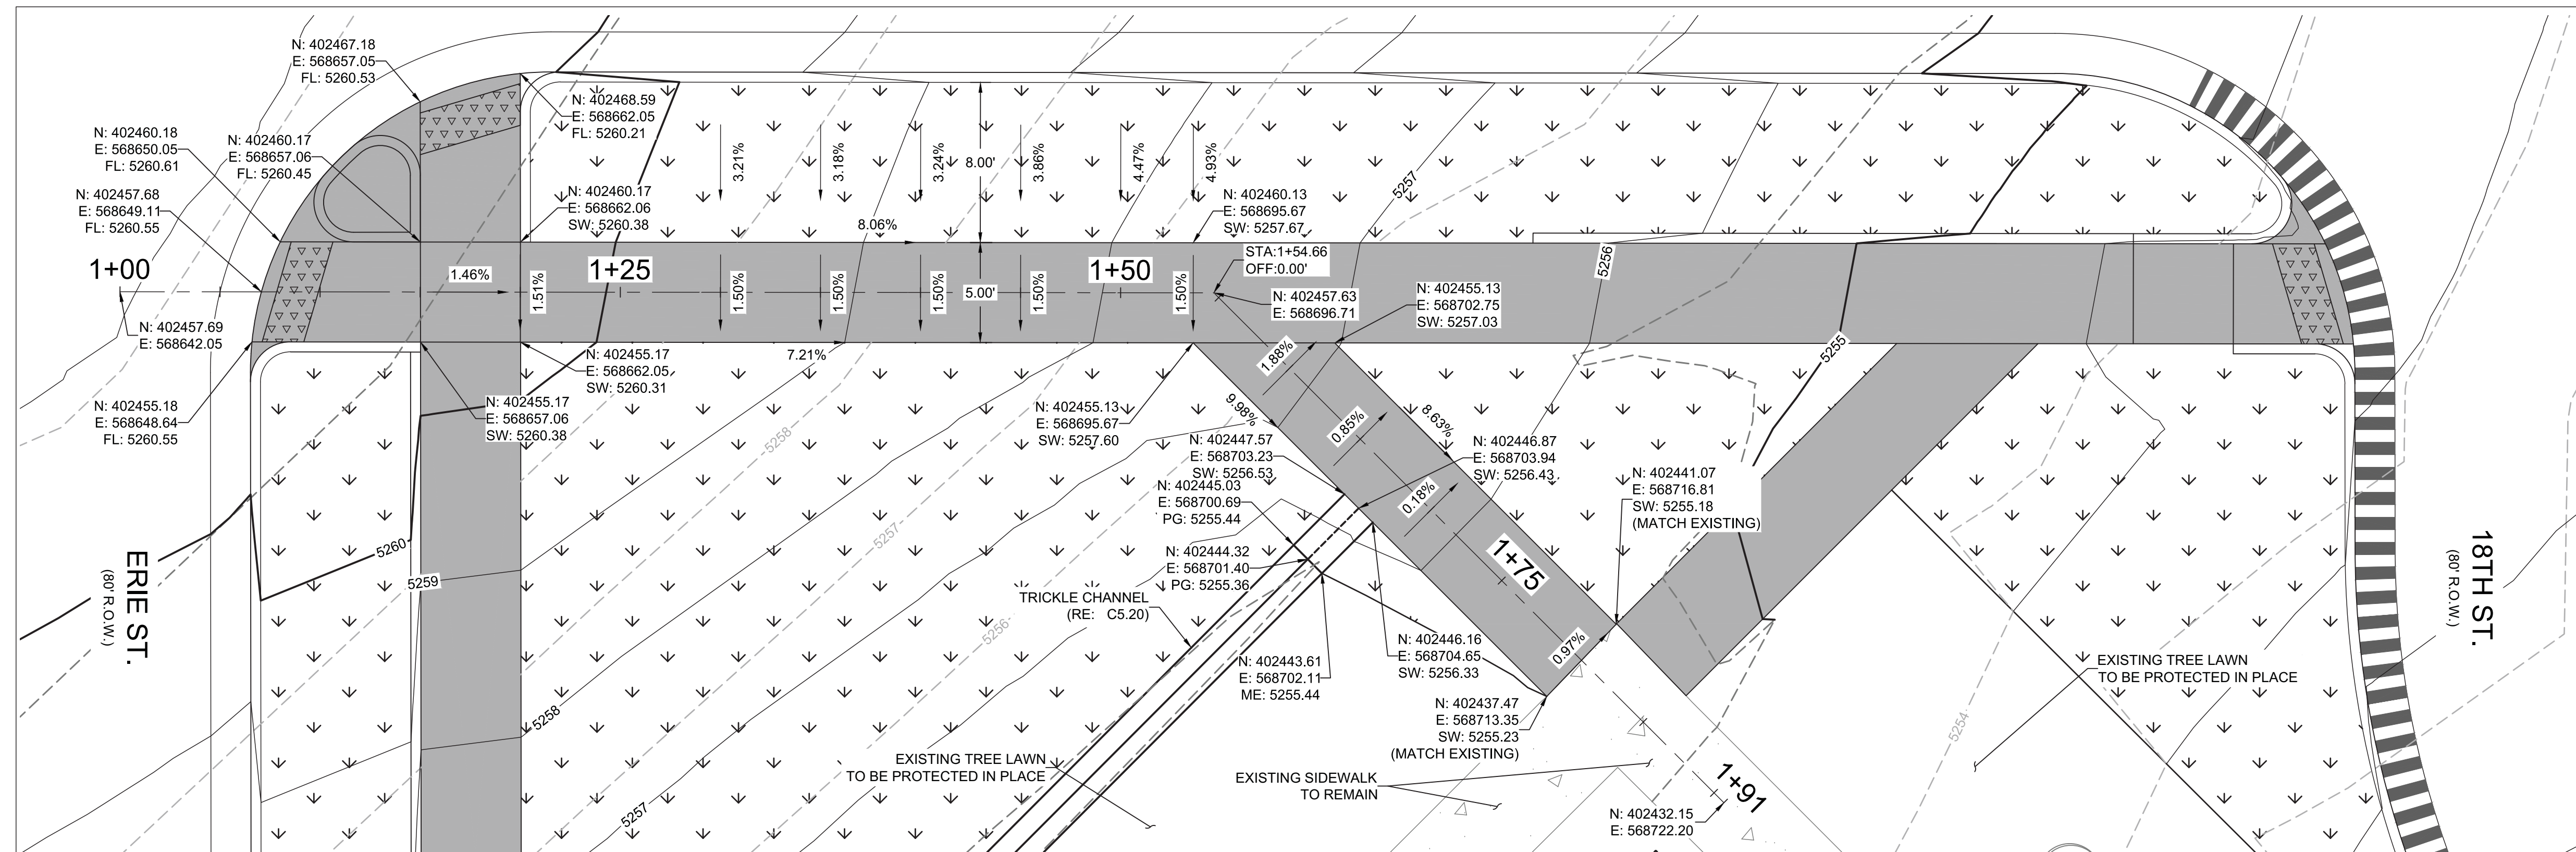 N: 402467.18
E: 568657.05
FL: 5260.53
N: 402468.59
E: 568662.05
FL: 5260.21
N: 402460.18
E: 568650.05
FL: 5260.61
N: 402460.17
E: 568657.06
FL: 5260.45
N: 402457.68
E: 568649.11
FL: 5260.55
N: 402460.17
E: 568662.06
SW: 5260.38
3.21%
3.18%
3.24%
8.00'
3.86%
4.47%
4.93%
N: 402460.13
E: 568695.67
SW: 5257.67
5257
8.06%
1+00
1.46%
1.51%
1+25
1.50%
1.50%
1.50%
5.00'
1.50%
1+50
1.50%
STA:1+54.66
OFF:0.00'
N: 402457.63
E: 568696.71
N: 402455.13
E: 568702.75
SW: 5257.03
5256
5255
N: 402457.69
E: 568642.05
7.21%
N: 402455.17
E: 568662.05
SW: 5260.31
N: 402455.18
E: 568648.64
FL: 5260.55
N: 402455.17
E: 568657.06
SW: 5260.38
1.88%
9.98%
0.85%
8.63%
0.18%
N: 402455.13
E: 568695.67
SW: 5257.60
N: 402447.57
E: 568703.23
SW: 5256.53
N: 402445.03
E: 568700.69
PG: 5255.44
N: 402446.87
E: 568703.94
SW: 5256.43
N: 402441.07
E: 568716.81
SW: 5255.18
(MATCH EXISTING)
5258
5257
5256
5260
5259
ERIE ST.
(80' R.O.W.)
N: 402444.32
E: 568701.40
PG: 5255.36
TRICKLE CHANNEL
(RE: C5.20)
1+75
0.97%
N: 402443.61
E: 568702.11
ME: 5255.44
N: 402446.16
E: 568704.65
SW: 5256.33
N: 402437.47
E: 568713.35
SW: 5255.23
(MATCH EXISTING)
18TH ST.
(80' R.O.W.)
EXISTING TREE LAWN
TO BE PROTECTED IN PLACE
5254
5258
5257
EXISTING TREE LAWN
TO BE PROTECTED IN PLACE
EXISTING SIDEWALK
TO REMAIN
1+91
N: 402432.15
E: 568722.20